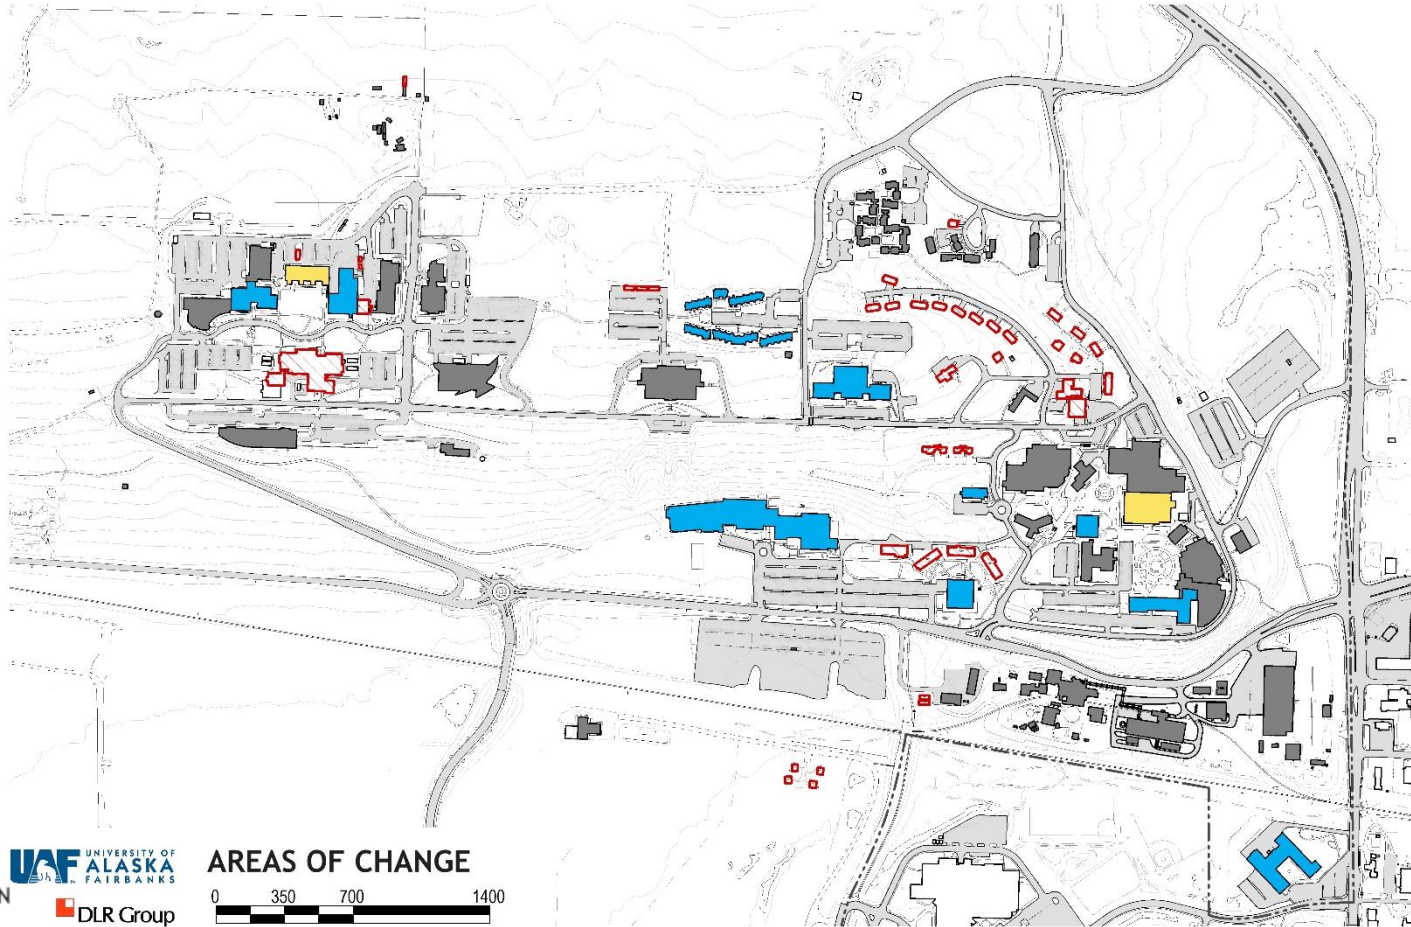 UAF UNIVERSITY OF
ALASKA
FAIRBANKS
N
DLR Group
AREAS OF CHANGE
0 350 700 1400